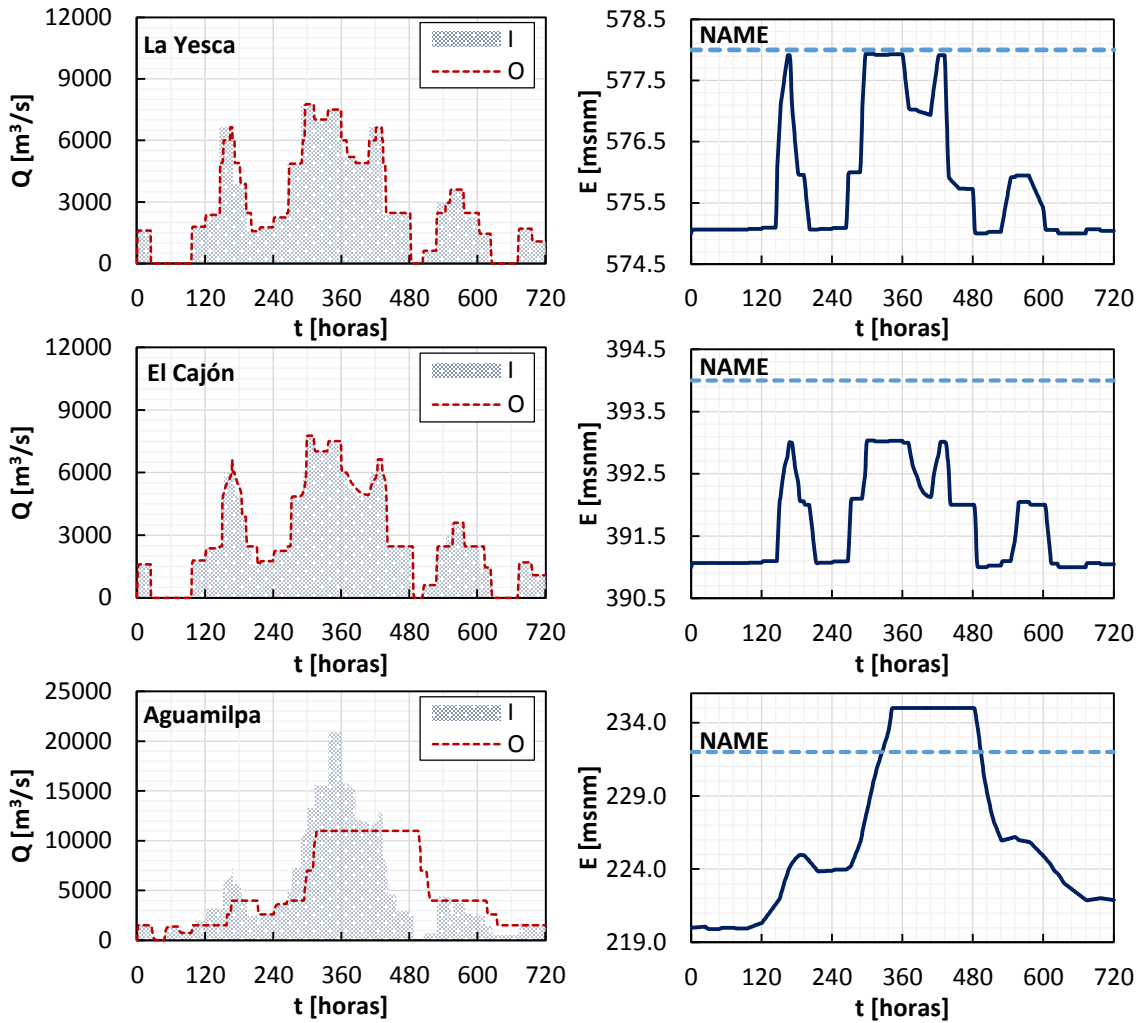 La Yesca
I
O
Q [m³/s]
12000
9000
6000
3000
0
0 120 240 360 480 600 720
t [horas]
NAME
E [msnm]
578.5
577.5
576.5
575.5
574.5
0 120 240 360 480 600 720
t [horas]
El Cajón
I
O
Q [m³/s]
12000
9000
6000
3000
0
0 120 240 360 480 600 720
t [horas]
NAME
E [msnm]
394.5
393.5
392.5
391.5
390.5
0 120 240 360 480 600 720
t [horas]
Aguamilpa
I
O
Q [m³/s]
25000
20000
15000
10000
5000
0
0 120 240 360 480 600 720
t [horas]
NAME
E [msnm]
234.0
229.0
224.0
219.0
0 120 240 360 480 600 720
t [horas]